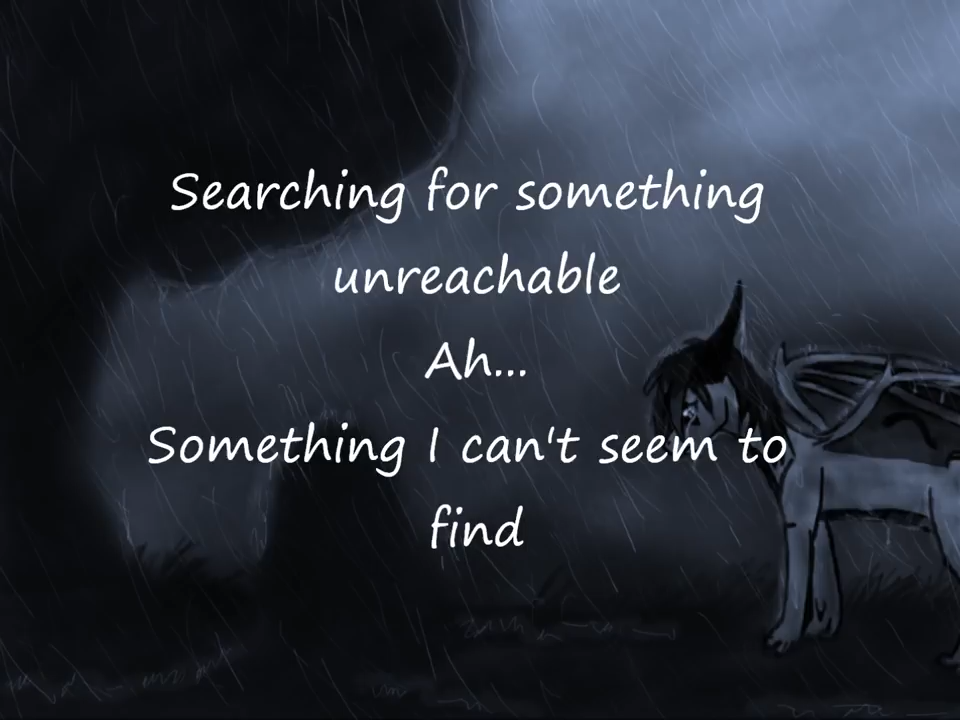 Searching for something
unreachable
Ah...
Something I can't seem to
find